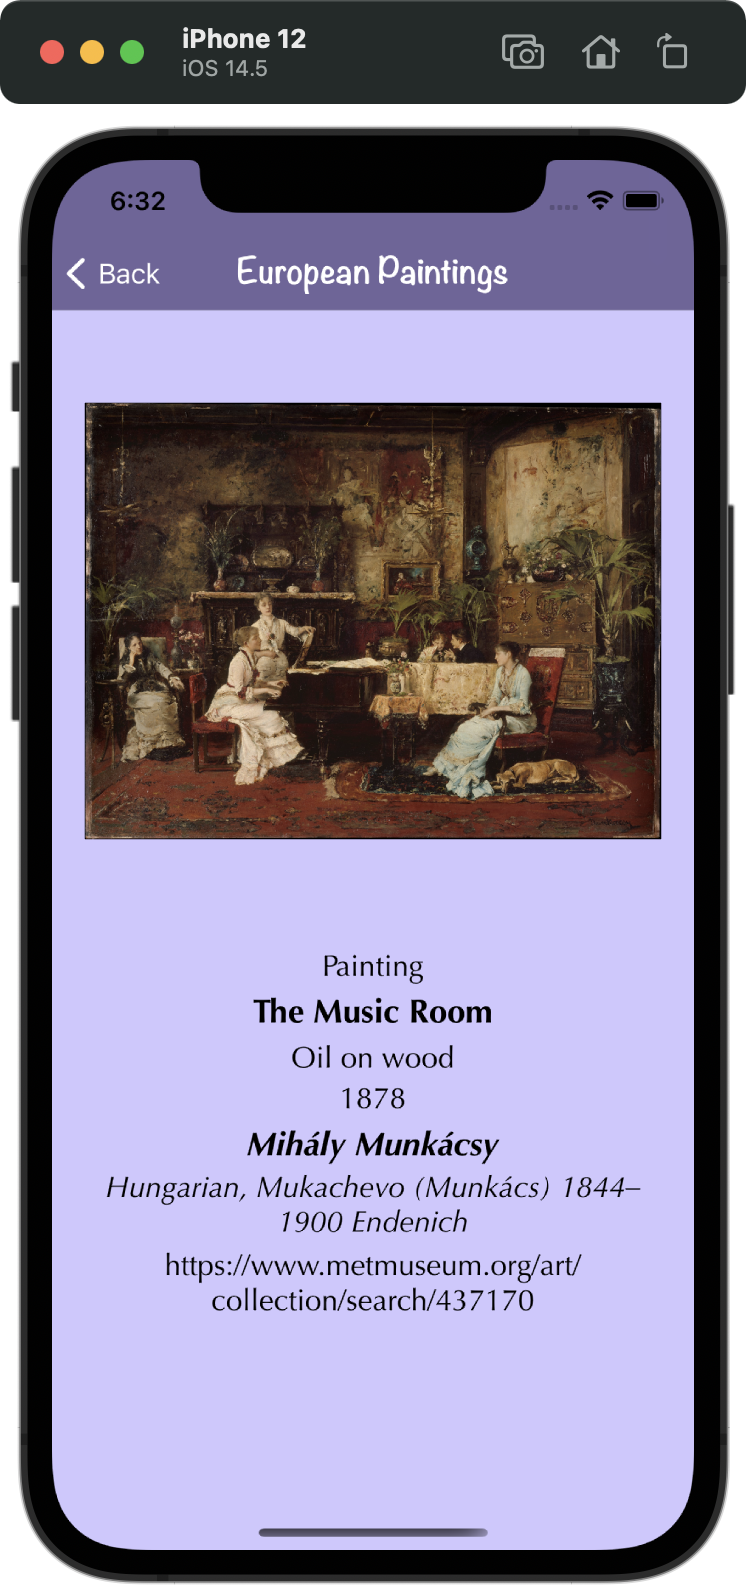 iPhone 12
iOS 14.5
6:32
Back
European Paintings
Painting
The Music Room
Oil on wood
1878
Mihály Munkácsy
Hungarian, Mukachevo (Munkács) 1844–
1900 Endenich
https://www.metmuseum.org/art/
collection/search/437170